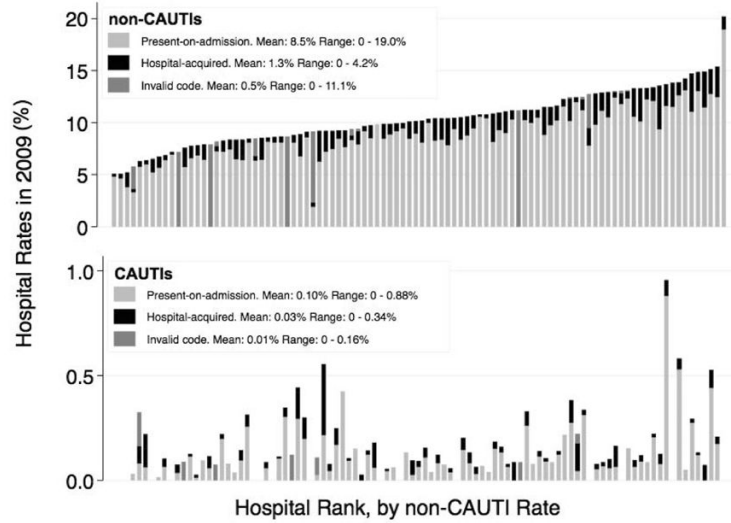 Hospital Rates in 2009 (%)
20
15
10
5
0
non-CAUTIs
Present-on-admission. Mean: 8.5% Range: 0 - 19.0%
Hospital-acquired. Mean: 1.3% Range: 0 - 4.2%
Invalid code. Mean: 0.5% Range: 0 - 11.1%
1.0
0.5
0.0
CAUTIs
Present-on-admission. Mean: 0.10% Range: 0 - 0.88%
Hospital-acquired. Mean: 0.03% Range: 0 - 0.34%
Invalid code. Mean: 0.01% Range: 0 - 0.16%
Hospital Rank, by non-CAUTI Rate